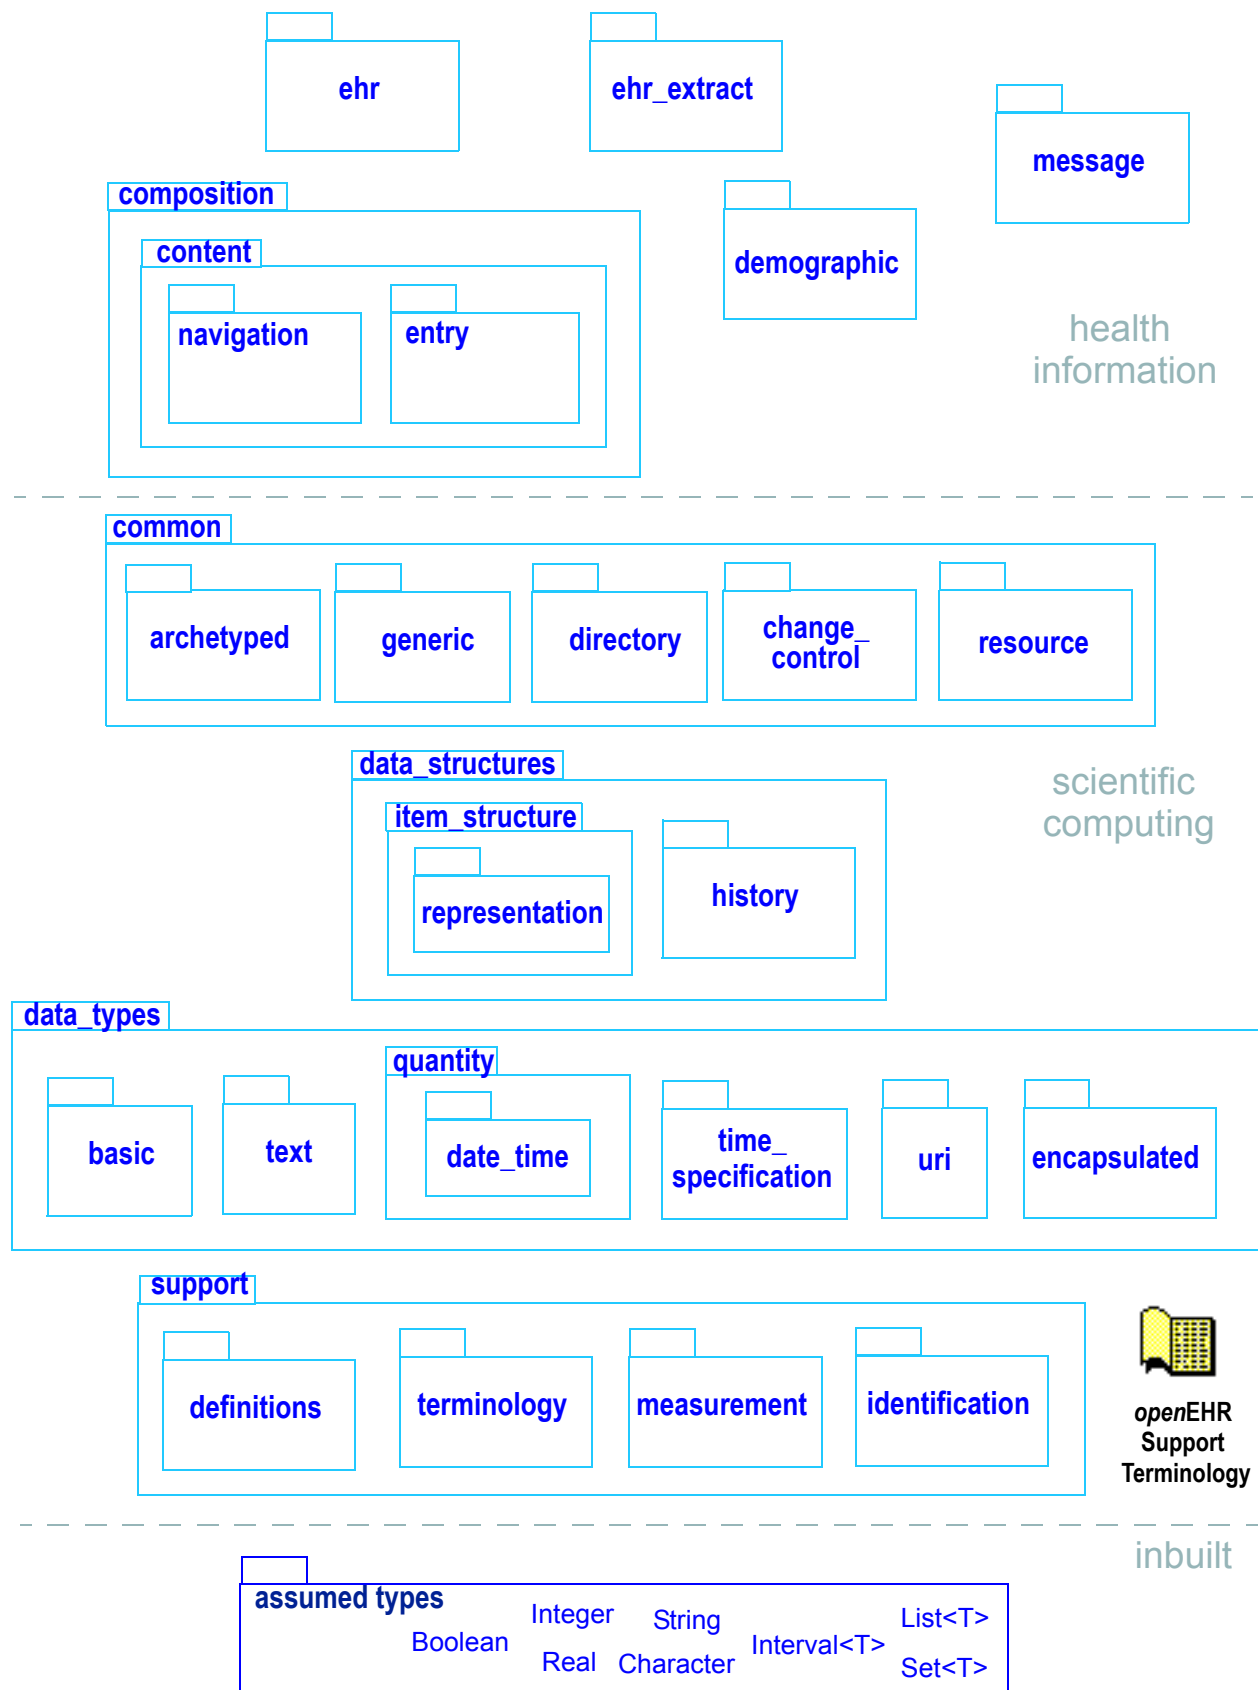 ehr
ehr_extract
message
composition
demographic
content
navigation
entry
health
information
common
archetyped
generic
directory
change_
control
resource
data_structures
item_structure
representation
history
scientific
computing
data_types
quantity
basic
text
date_time
time_
specification
uri
encapsulated
support
definitions
terminology
measurement
identification
openEHR
Support
Terminology
inbuilt
assumed types
Boolean
Integer
Real
String
Character
Interval<T>
List<T>
Set<T>